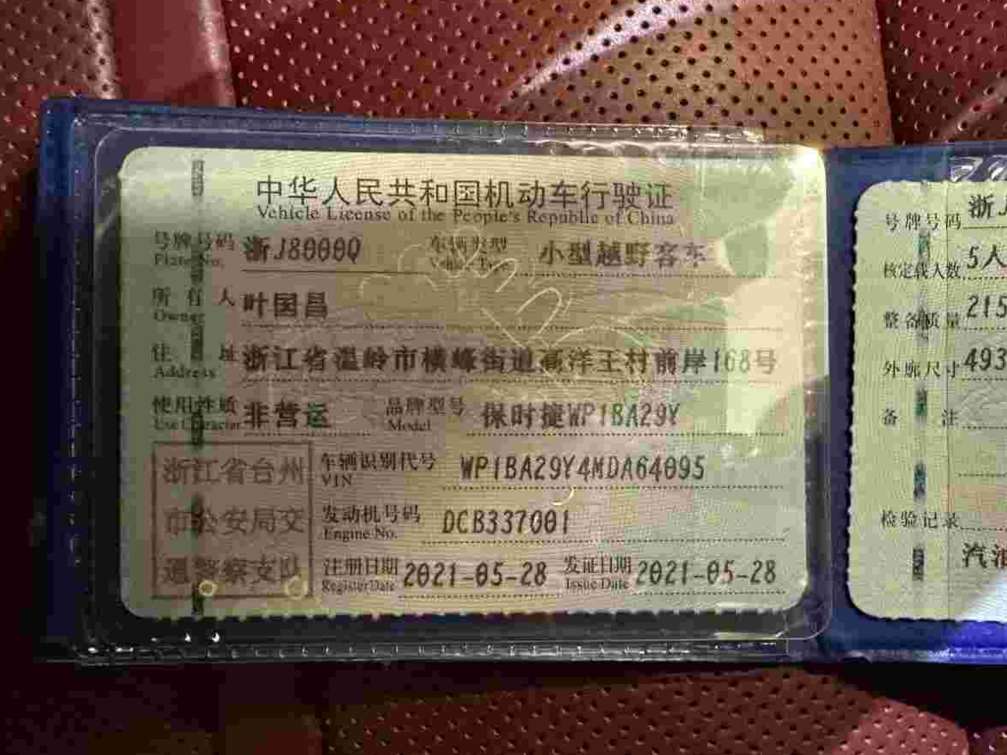 中华人民共和国机动车行驶证
Vehicle License of the People's Republic of China
号牌号码 浙J8000Q 车辆类型 小型越野客车
Plate No. Vehicle Type
所有人 叶国昌
Owner
住址 浙江省温岭市横峰街道高洋王村前岸168号
Address
使用性质 非营运 品牌型号 保时捷WP1BA29Y
Use Character Model
浙江省台州
市公安局交
通警察支队
车辆识别代号 WP1BA29Y4MDA64095
VIN
发动机号码 DCB337001
Engine No.
注册日期 2021-05-28 发证日期 2021-05-28
Register Date Issue Date
号牌号码 浙J
核定载人数 5人
整备质量 215
外廓尺寸 493
备注
检验记录
汽油